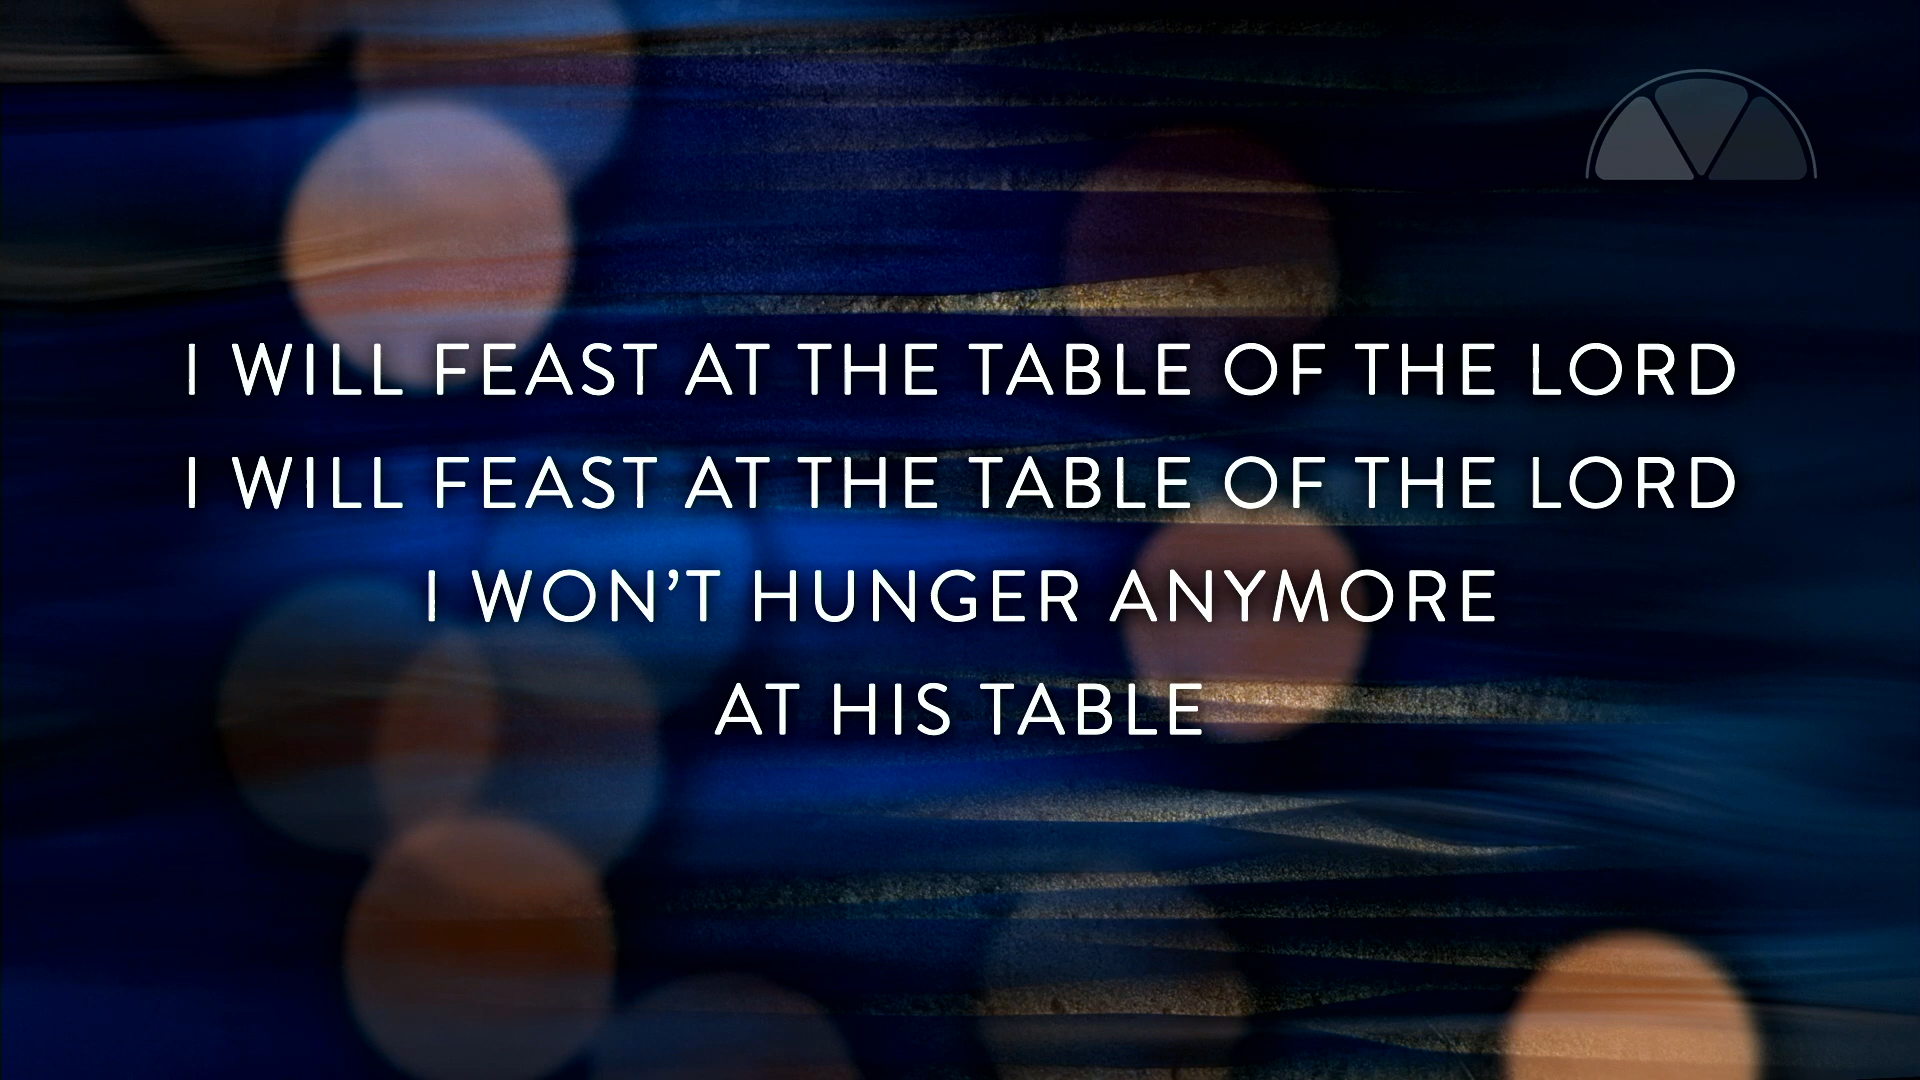 I WILL FEAST AT THE TABLE OF THE LORD
I WILL FEAST AT THE TABLE OF THE LORD
I WON’T HUNGER ANYMORE
AT HIS TABLE